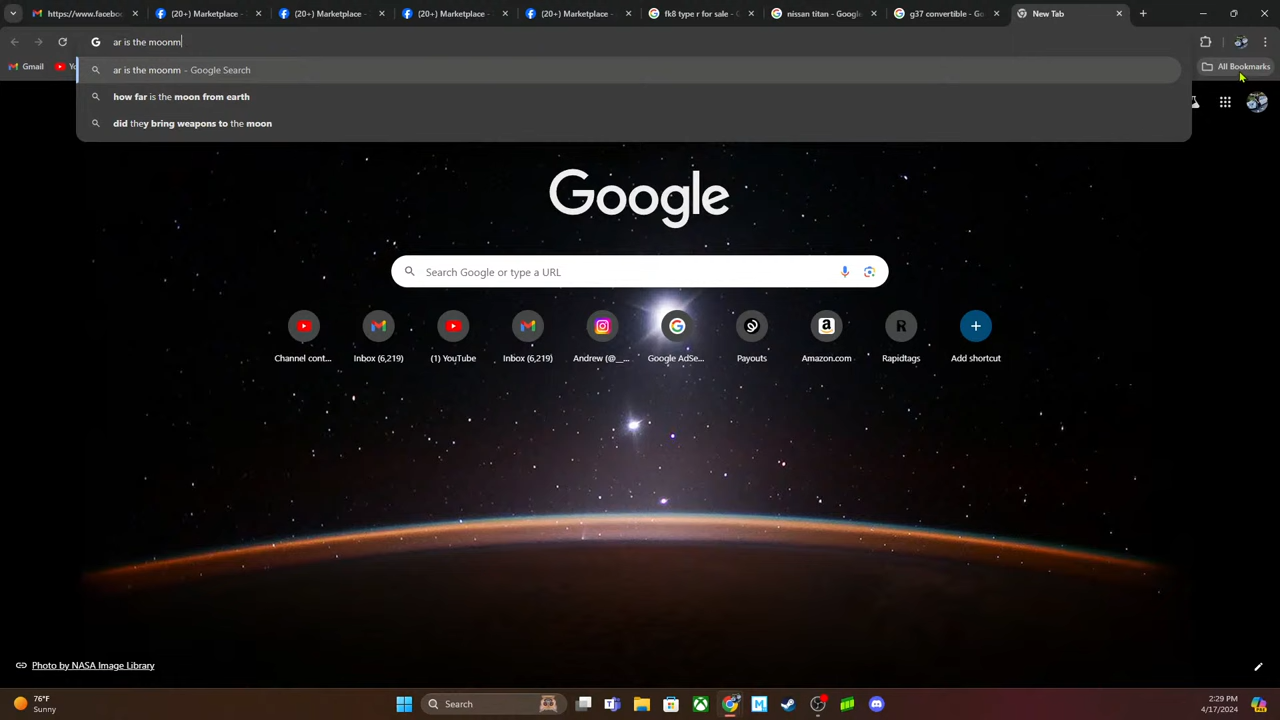 https://www.facebo
(20+) Marketplace -
(20+) Marketplace -
(20+) Marketplace -
(20+) Marketplace -
fk8 type r for sale - G
nissan titan - Google
g37 convertible - Go
New Tab
ar is the moonm
Gmail
All Bookmarks
ar is the moonm - Google Search
how far is the moon from earth
did they bring weapons to the moon
Google
Search Google or type a URL
Channel cont...
Inbox (6,219)
(1) YouTube
Inbox (6,219)
Andrew (@__...
Google AdSe...
Payouts
Amazon.com
Rapidtags
Add shortcut
Photo by NASA Image Library
76°F
Sunny
Search
2:29 PM
4/17/2024